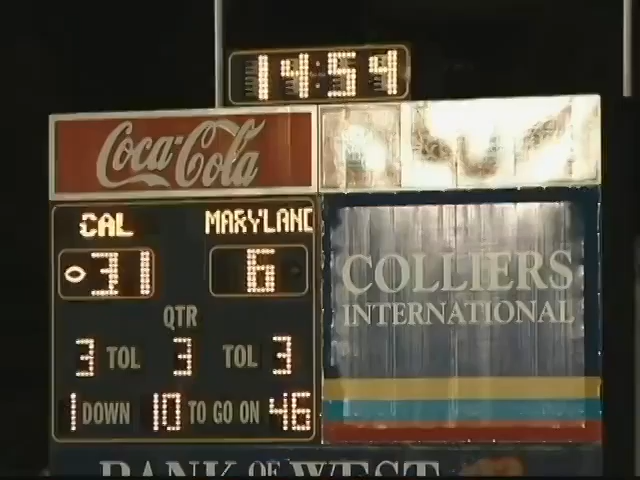 14:54
Coca-Cola
CAL MARYLAND
31 6
QTR
3 TOL 3 TOL 3
1 DOWN 10 TO GO ON 46
COLLIERS
INTERNATIONAL
BANK OF WEST